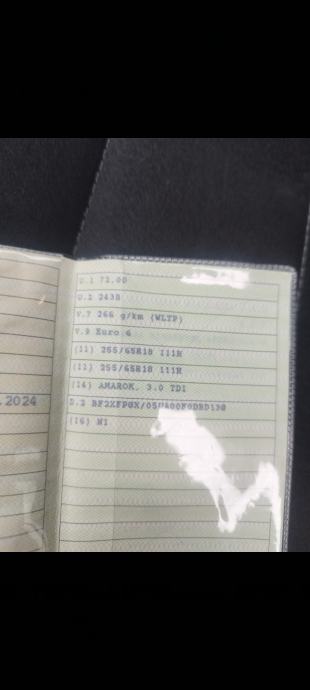 U.1 72.00
U.2 2438
V.7 266 g/km (WLTP)
V.9 Euro 6
(11) 255/65R18 111H
(11) 255/65R18 111H
(14) AMAROK, 3.0 TDI
.2024
(16) N1